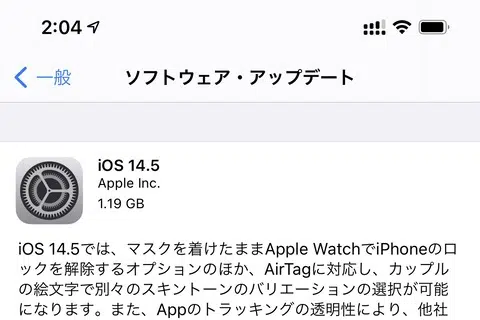 2:04
一般
ソフトウェア・アップデート
iOS 14.5
Apple Inc.
1.19 GB
iOS 14.5では、マスクを着けたままApple WatchでiPhoneのロ
ックを解除するオプションのほか、AirTagに対応し、カップル
の絵文字で別々のスキントーンのバリエーションの選択が可能
になります。また、Appのトラッキングの透明性により、他社